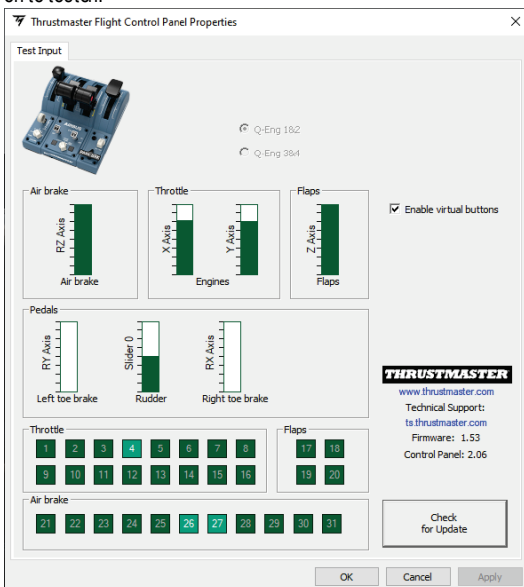 Thrustmaster Flight Control Panel Properties
Test Input
AIRBUS
Q-Eng 1&2
Q-Eng 3&4
Air brake
RZ Axis
Air brake
Throttle
X Axis
Y Axis
Engines
Flaps
Z Axis
Flaps
Enable virtual buttons
Pedals
RY Axis
Left toe brake
Slider 0
Rudder
RX Axis
Right toe brake
THRUSTMASTER
www.thrustmaster.com
Technical Support:
ts.thrustmaster.com
Firmware: 1.53
Control Panel: 2.06
Throttle
1 2 3 4 5 6 7 8
9 10 11 12 13 14 15 16
Flaps
17 18
19 20
Air brake
21 22 23 24 25 26 27 28 29 30 31
Check
for Update
OK Cancel Apply